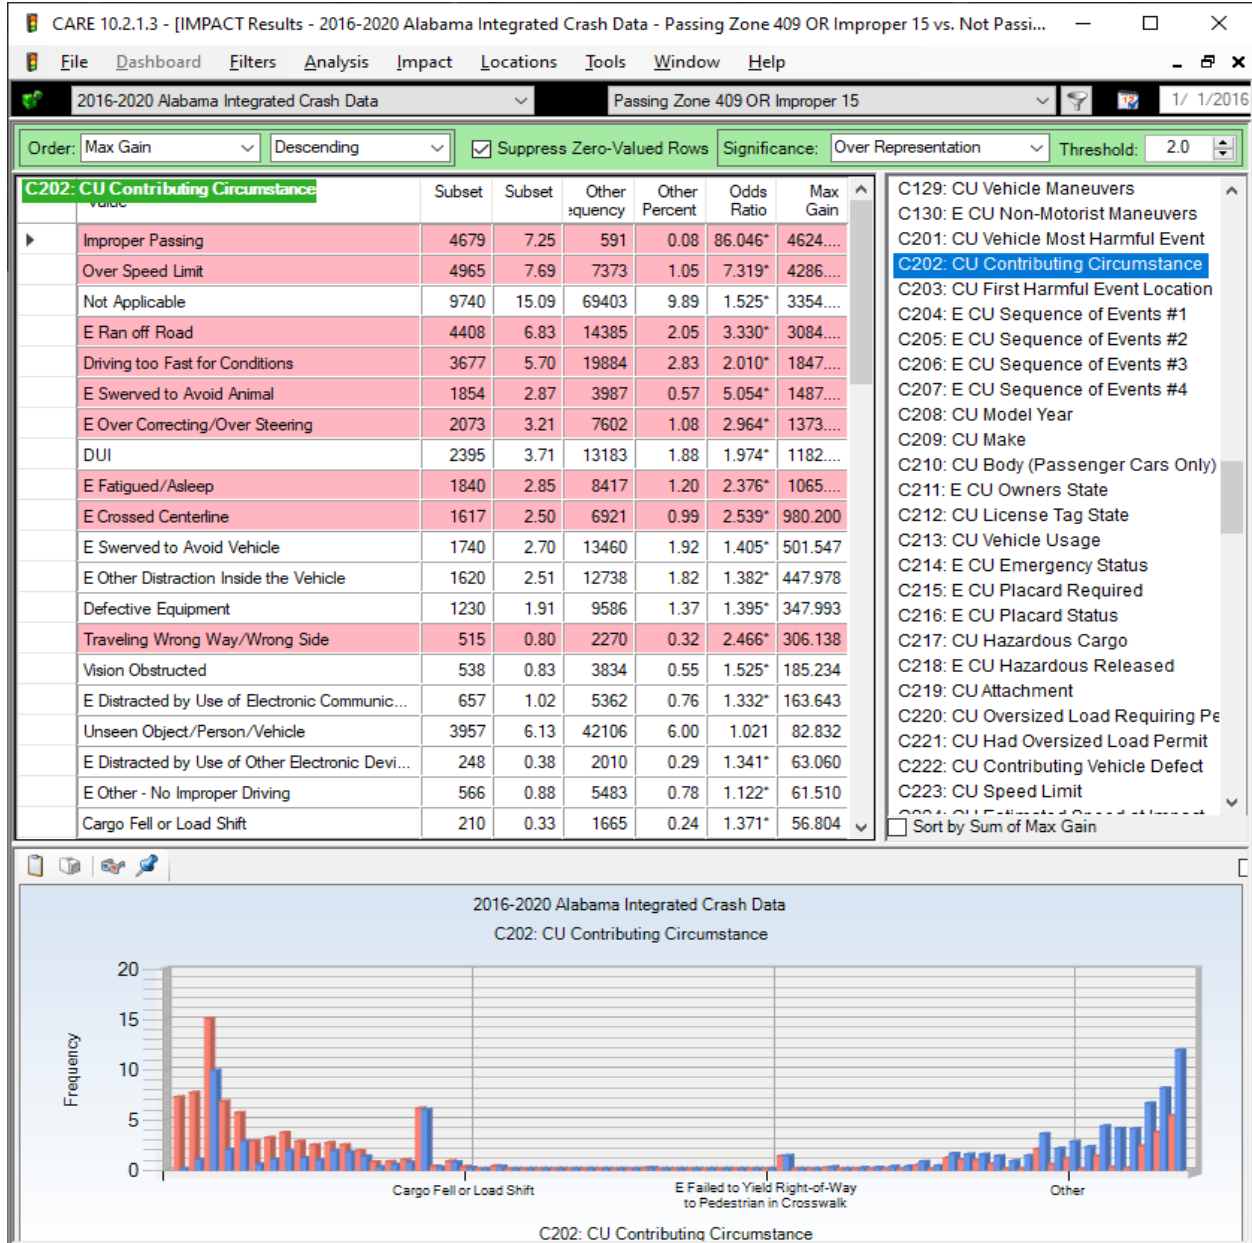 CARE 10.2.1.3 - [IMPACT Results - 2016-2020 Alabama Integrated Crash Data - Passing Zone 409 OR Improper 15 vs. Not Passi...
File Dashboard Filters Analysis Impact Locations Tools Window Help
2016-2020 Alabama Integrated Crash Data Passing Zone 409 OR Improper 15 1/ 1/2016
Order: Max Gain Descending Suppress Zero-Valued Rows Significance: Over Representation Threshold: 2.0
C202: CU Contributing Circumstance Subset Subset Other Other Odds Max
equency Percent Ratio Gain
Improper Passing 4679 7.25 591 0.08 86.046* 4624....
Over Speed Limit 4965 7.69 7373 1.05 7.319* 4286....
Not Applicable 9740 15.09 69403 9.89 1.525* 3354....
E Ran off Road 4408 6.83 14385 2.05 3.330* 3084....
Driving too Fast for Conditions 3677 5.70 19884 2.83 2.010* 1847....
E Swerved to Avoid Animal 1854 2.87 3987 0.57 5.054* 1487....
E Over Correcting/Over Steering 2073 3.21 7602 1.08 2.964* 1373....
DUI 2395 3.71 13183 1.88 1.974* 1182....
E Fatigued/Asleep 1840 2.85 8417 1.20 2.376* 1065....
E Crossed Centerline 1617 2.50 6921 0.99 2.539* 980.200
E Swerved to Avoid Vehicle 1740 2.70 13460 1.92 1.405* 501.547
E Other Distraction Inside the Vehicle 1620 2.51 12738 1.82 1.382* 447.978
Defective Equipment 1230 1.91 9586 1.37 1.395* 347.993
Traveling Wrong Way/Wrong Side 515 0.80 2270 0.32 2.466* 306.138
Vision Obstructed 538 0.83 3834 0.55 1.525* 185.234
E Distracted by Use of Electronic Communic... 657 1.02 5362 0.76 1.332* 163.643
Unseen Object/Person/Vehicle 3957 6.13 42106 6.00 1.021 82.832
E Distracted by Use of Other Electronic Devi... 248 0.38 2010 0.29 1.341* 63.060
E Other - No Improper Driving 566 0.88 5483 0.78 1.122* 61.510
Cargo Fell or Load Shift 210 0.33 1665 0.24 1.371* 56.804
C129: CU Vehicle Maneuvers
C130: E CU Non-Motorist Maneuvers
C201: CU Vehicle Most Harmful Event
C202: CU Contributing Circumstance
C203: CU First Harmful Event Location
C204: E CU Sequence of Events #1
C205: E CU Sequence of Events #2
C206: E CU Sequence of Events #3
C207: E CU Sequence of Events #4
C208: CU Model Year
C209: CU Make
C210: CU Body (Passenger Cars Only)
C211: E CU Owners State
C212: CU License Tag State
C213: CU Vehicle Usage
C214: E CU Emergency Status
C215: E CU Placard Required
C216: E CU Placard Status
C217: CU Hazardous Cargo
C218: E CU Hazardous Released
C219: CU Attachment
C220: CU Oversized Load Requiring Pe
C221: CU Had Oversized Load Permit
C222: CU Contributing Vehicle Defect
C223: CU Speed Limit
Sort by Sum of Max Gain
2016-2020 Alabama Integrated Crash Data
C202: CU Contributing Circumstance
Frequency
20
15
10
5
0
Cargo Fell or Load Shift
E Failed to Yield Right-of-Way
to Pedestrian in Crosswalk
Other
C202: CU Contributing Circumstance